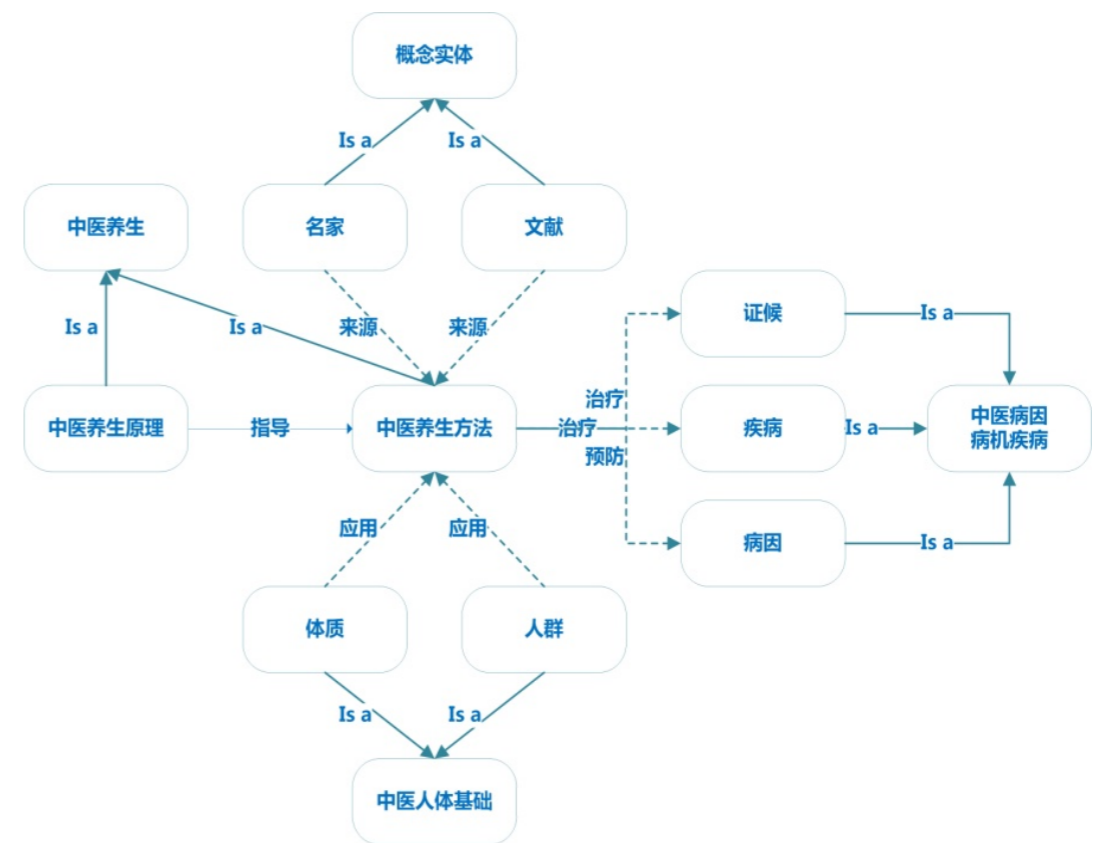 概念实体
Is a
Is a
中医养生
名家
文献
Is a
Is a
来源
来源
证候
Is a
中医养生原理
指导
中医养生方法
治疗
治疗
预防
疾病
Is a
中医病因
病机疾病
病因
Is a
应用
应用
体质
人群
Is a
Is a
中医人体基础